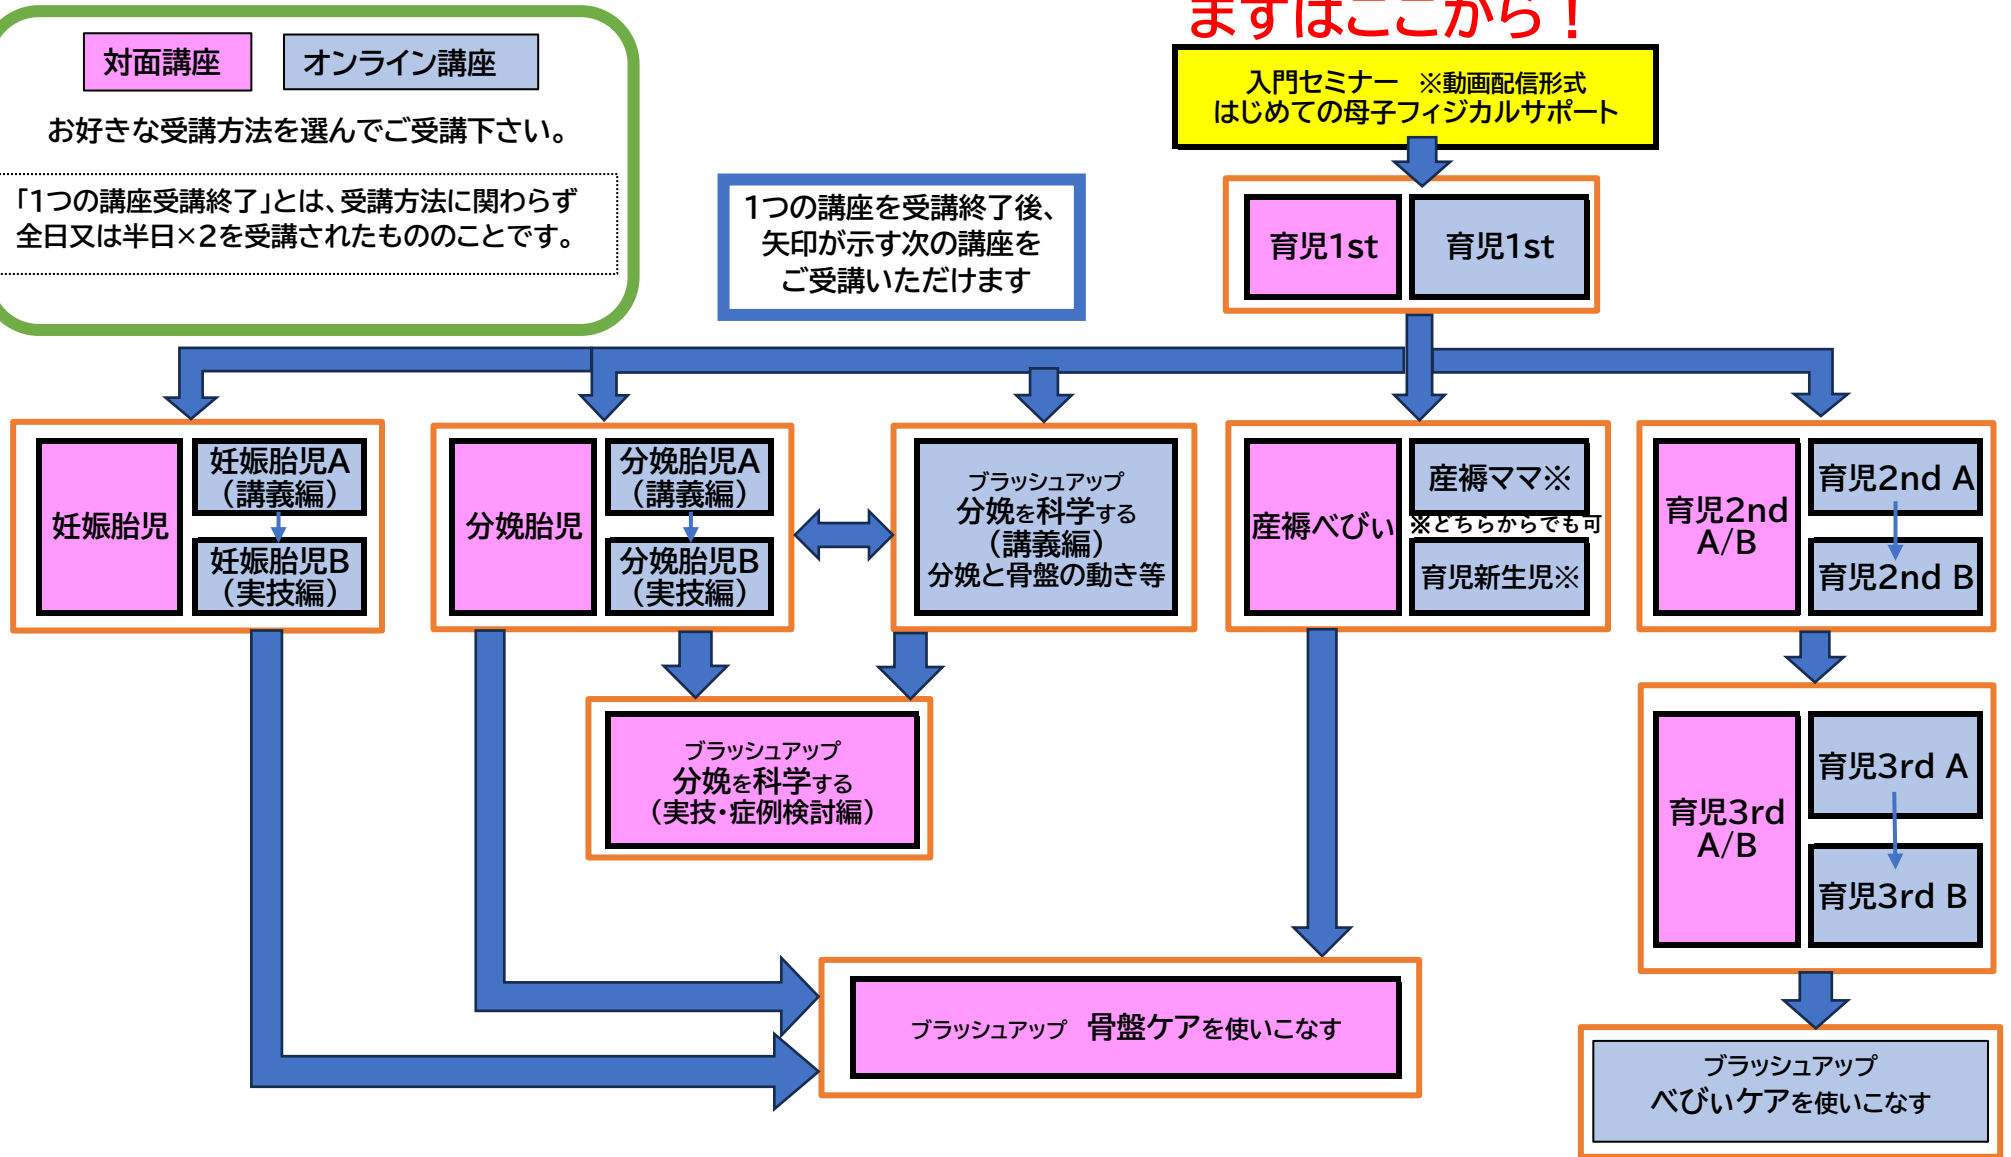 まずはここから！
対面講座
オンライン講座
お好きな受講方法を選んでご受講下さい。
「1つの講座受講終了」とは、受講方法に関わらず
全日又は半日×2を受講されたもののことです。
入門セミナー ※動画配信形式
はじめての母子フィジカルサポート
1つの講座を受講終了後、
矢印が示す次の講座を
ご受講いただけます
育児1st
育児1st
妊娠胎児
妊娠胎児A
（講義編）
妊娠胎児B
（実技編）
分娩胎児
分娩胎児A
（講義編）
分娩胎児B
（実技編）
ブラッシュアップ
分娩を科学する
（講義編）
分娩と骨盤の動き等
産褥べびぃ
産褥ママ※
※どちらからでも可
育児新生児※
育児2nd
A/B
育児2nd A
育児2nd B
ブラッシュアップ
分娩を科学する
（実技・症例検討編）
育児3rd
A/B
育児3rd A
育児3rd B
ブラッシュアップ 骨盤ケアを使いこなす
ブラッシュアップ
べびぃケアを使いこなす